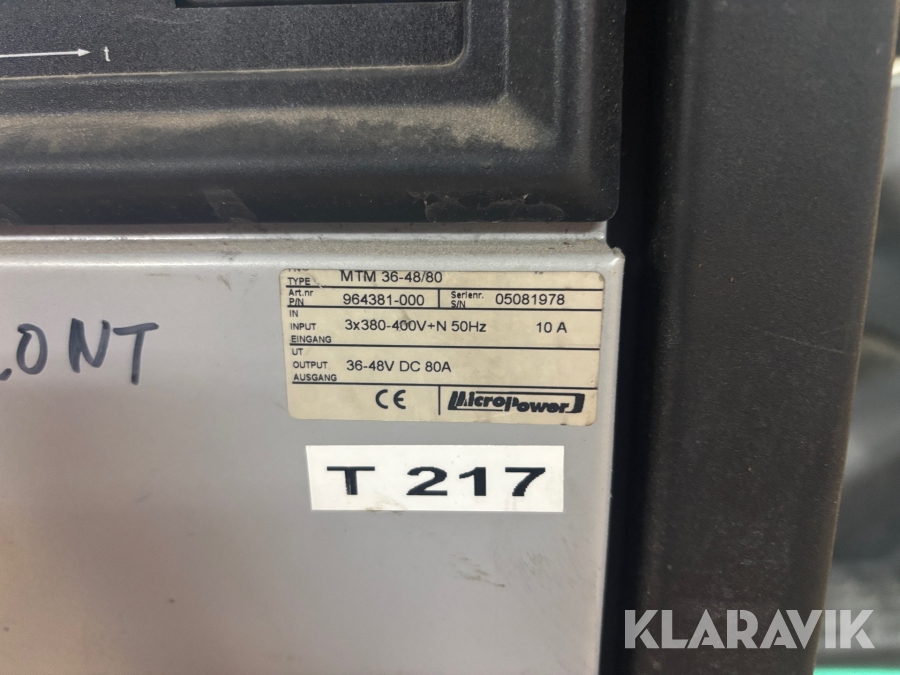 t
TYPE MTM 36-48/80
Art.nr P/N 964381-000 Serienr. S/N 05081978
IN
INPUT 3x380-400V+N 50Hz 10 A
EINGANG
UT
OUTPUT 36-48V DC 80A
AUSGANG
CE MicroPower
ONT
T 217
KLARAVIK